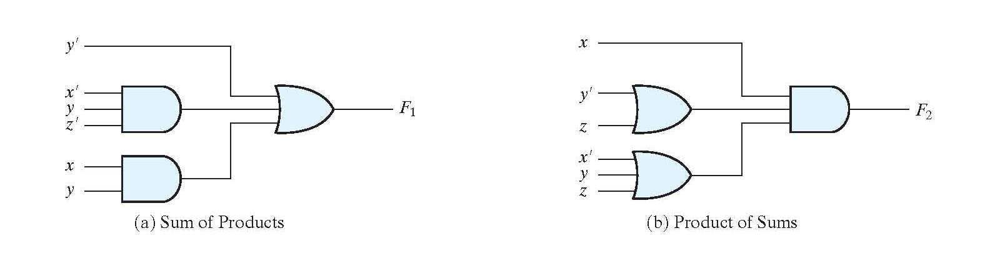 y′
x′
y
z′
x
y
F1
(a) Sum of Products
x
y′
z
x′
y
z
F2
(b) Product of Sums